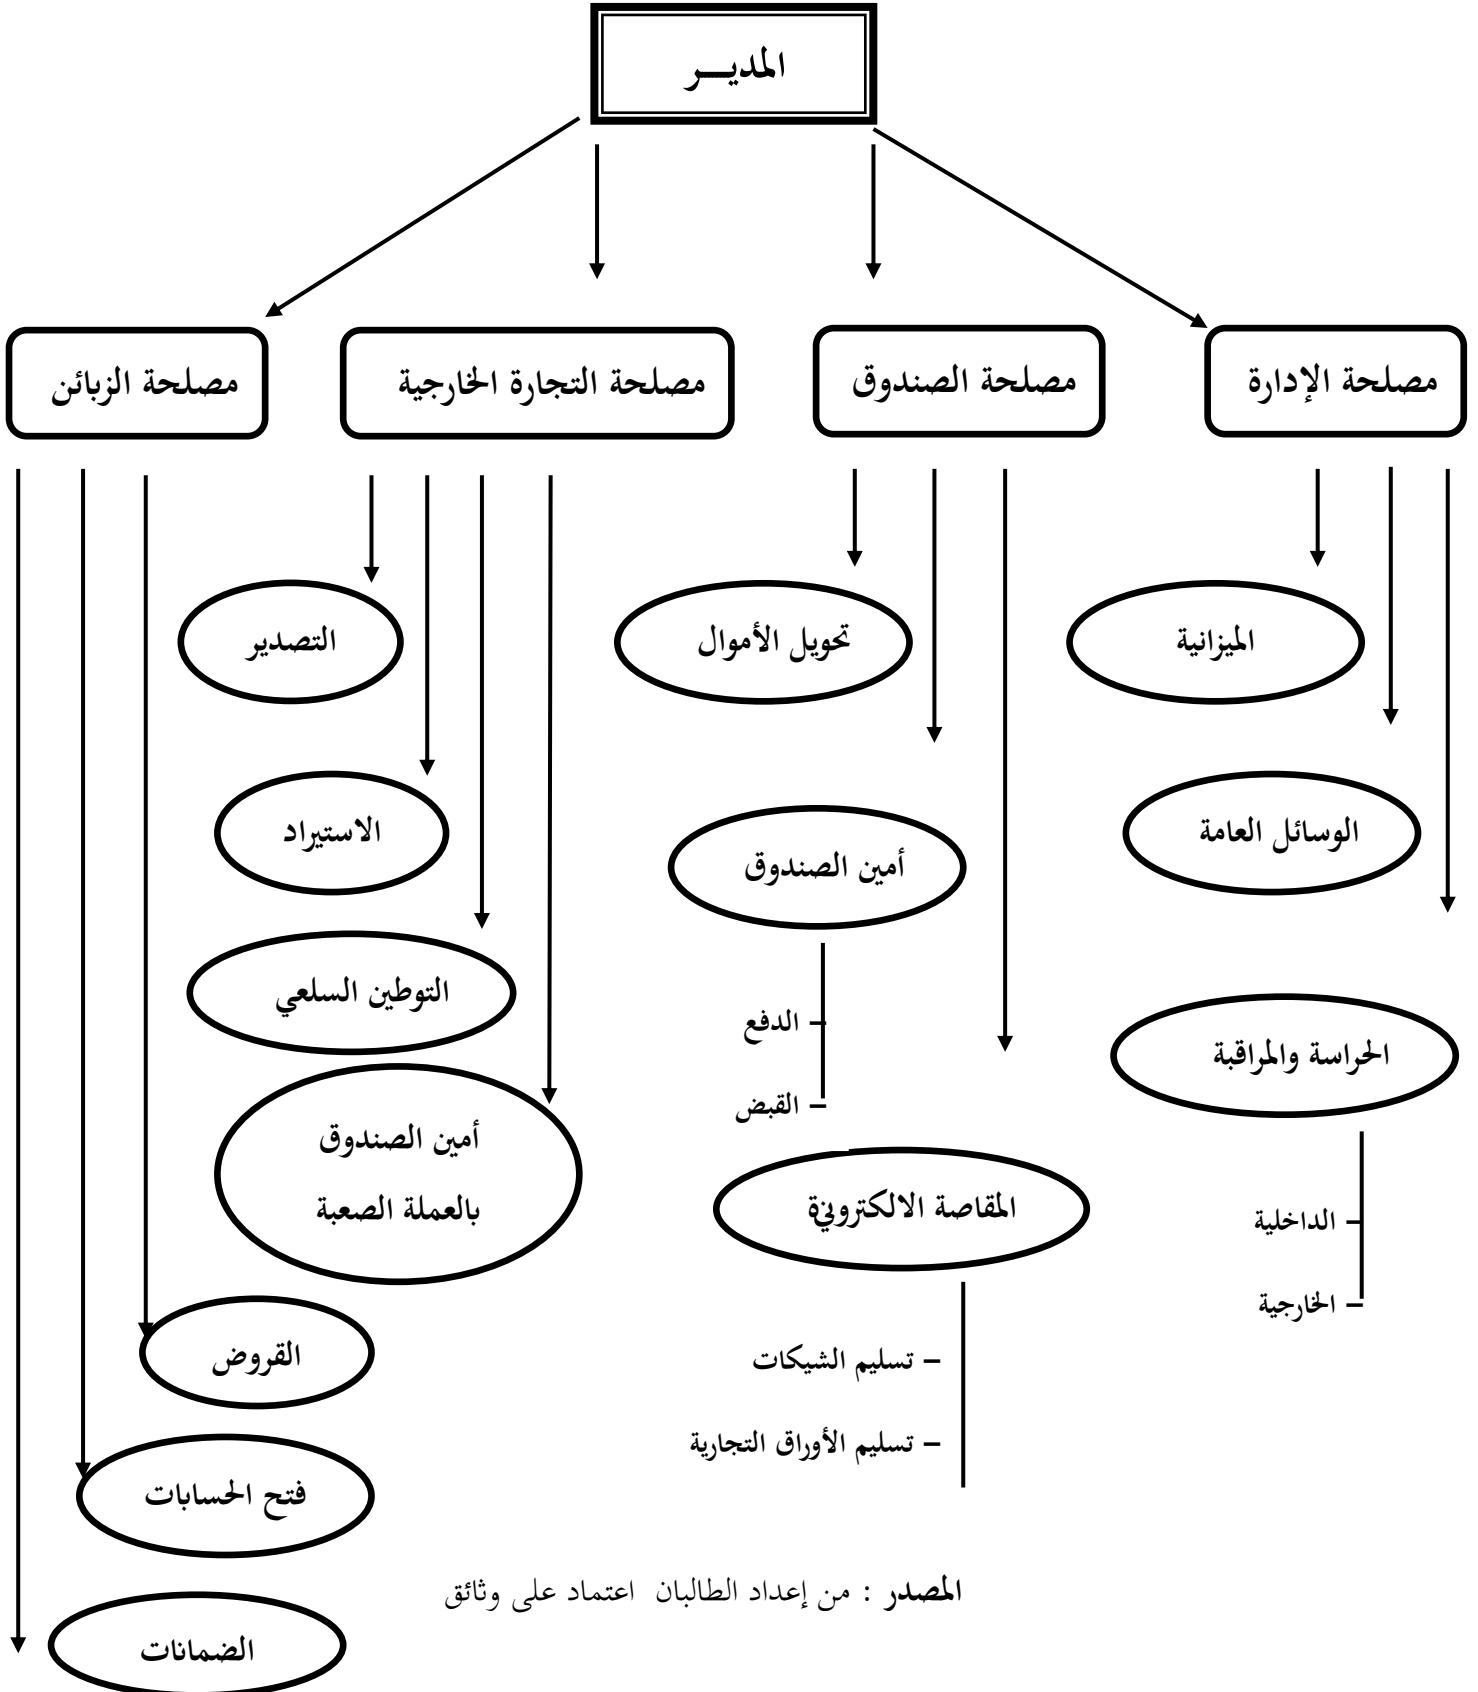 المديـــر
مصلحة الإدارة
مصلحة الصندوق
مصلحة التجارة الخارجية
مصلحة الزبائن
الميزانية
تحويل الأموال
التصدير
الوسائل العامة
أمين الصندوق
الاستيراد
التوطين السلعي
الحراسة والمراقبة
– الدفع
– القبض
أمين الصندوق
بالعملة الصعبة
المقاصة الالكترونية
– الداخلية
– الخارجية
القروض
– تسليم الشيكات
– تسليم الأوراق التجارية
فتح الحسابات
المصدر : من إعداد الطالبان اعتماد على وثائق
الضمانات